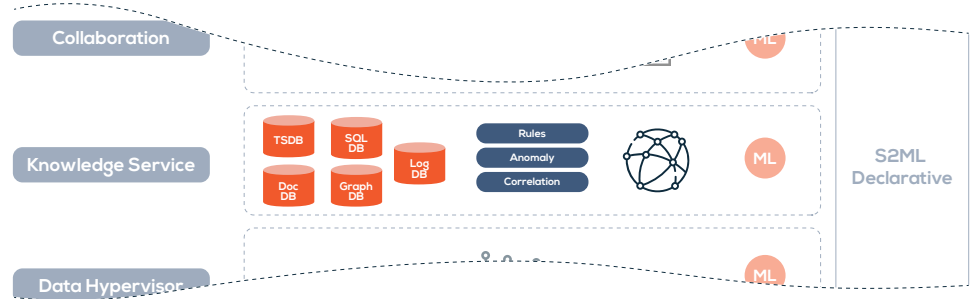 Collaboration
ML
Knowledge Service
TSDB
SQL
DB
Log
DB
Doc
DB
Graph
DB
Rules
Anomaly
Correlation
ML
S2ML
Declarative
Data Hypervisor
ML